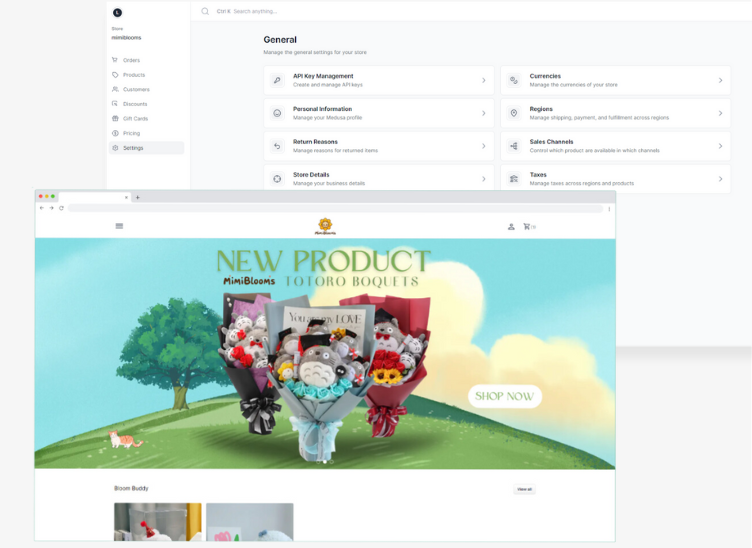 L
Ctrl K Search anything...
Store
mimiblooms
Orders
Products
Customers
Discounts
Gift Cards
Pricing
Settings
General
Manage the general settings for your store
API Key Management
Create and manage API keys
Currencies
Manage the currencies of your store
Personal Information
Manage your Medusa profile
Regions
Manage shipping, payment, and fulfillment across regions
Return Reasons
Manage reasons for returned items
Sales Channels
Control which product are available in which channels
Store Details
Manage your business details
Taxes
Manage taxes across regions and products
MimiBlooms
NEW PRODUCT
MimiBlooms TOTORO BOQUETS
You are my LOVE
SHOP NOW
Bloom Buddy
View all